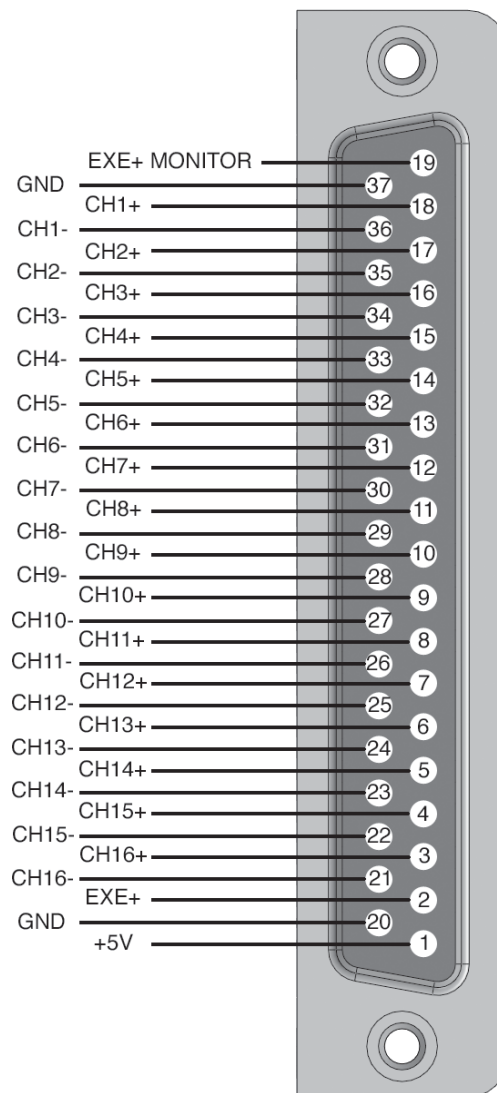 EXE+ MONITOR 19
GND 37
CH1+ 18
CH1- 36
CH2+ 17
CH2- 35
CH3+ 16
CH3- 34
CH4+ 15
CH4- 33
CH5+ 14
CH5- 32
CH6+ 13
CH6- 31
CH7+ 12
CH7- 30
CH8+ 11
CH8- 29
CH9+ 10
CH9- 28
CH10+ 9
CH10- 27
CH11+ 8
CH11- 26
CH12+ 7
CH12- 25
CH13+ 6
CH13- 24
CH14+ 5
CH14- 23
CH15+ 4
CH15- 22
CH16+ 3
CH16- 21
EXE+ 2
GND 20
+5V 1